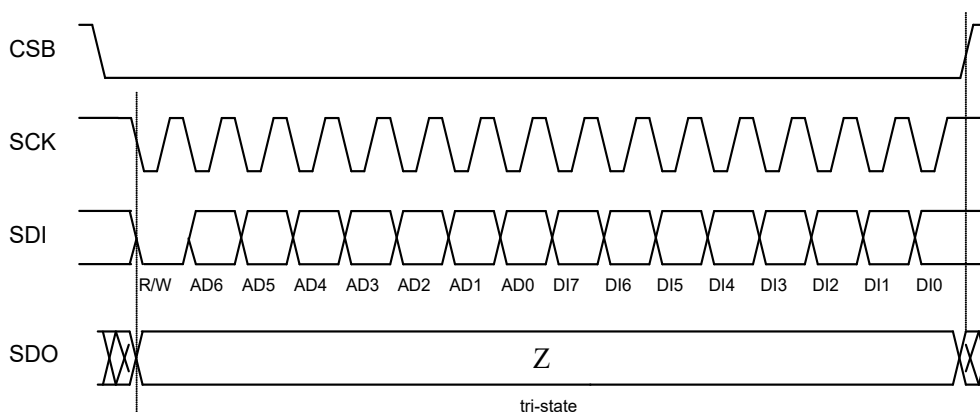 CSB
SCK
SDI
R/W AD6 AD5 AD4 AD3 AD2 AD1 AD0 DI7 DI6 DI5 DI4 DI3 DI2 DI1 DI0
SDO Z
tri-state